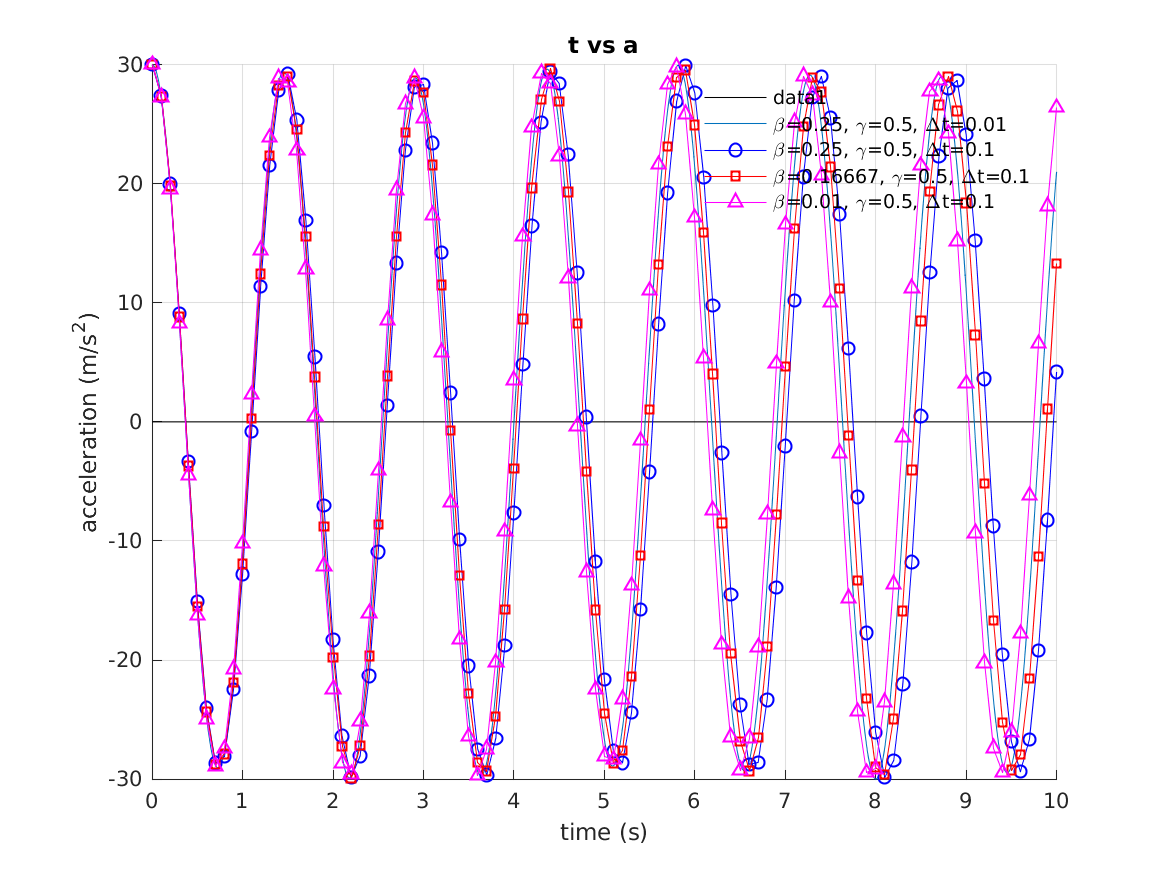 t vs a
acceleration (m/s²)
30
20
10
0
-10
-20
-30
data1
β=0.25, γ=0.5, Δt=0.01
β=0.25, γ=0.5, Δt=0.1
β=0.16667, γ=0.5, Δt=0.1
β=0.01, γ=0.5, Δt=0.1
0 1 2 3 4 5 6 7 8 9 10
time (s)